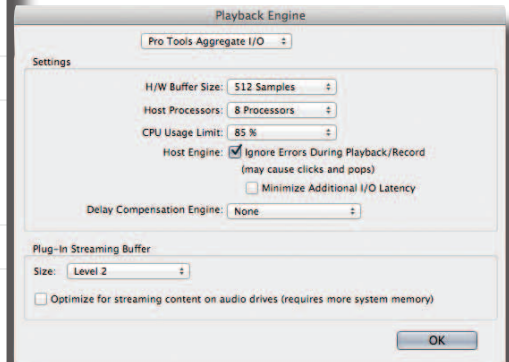 Playback Engine
Pro Tools Aggregate I/O
Settings
H/W Buffer Size: 512 Samples
Host Processors: 8 Processors
CPU Usage Limit: 85 %
Host Engine: Ignore Errors During Playback/Record
(may cause clicks and pops)
Minimize Additional I/O Latency
Delay Compensation Engine: None
Plug-In Streaming Buffer
Size: Level 2
Optimize for streaming content on audio drives (requires more system memory)
OK